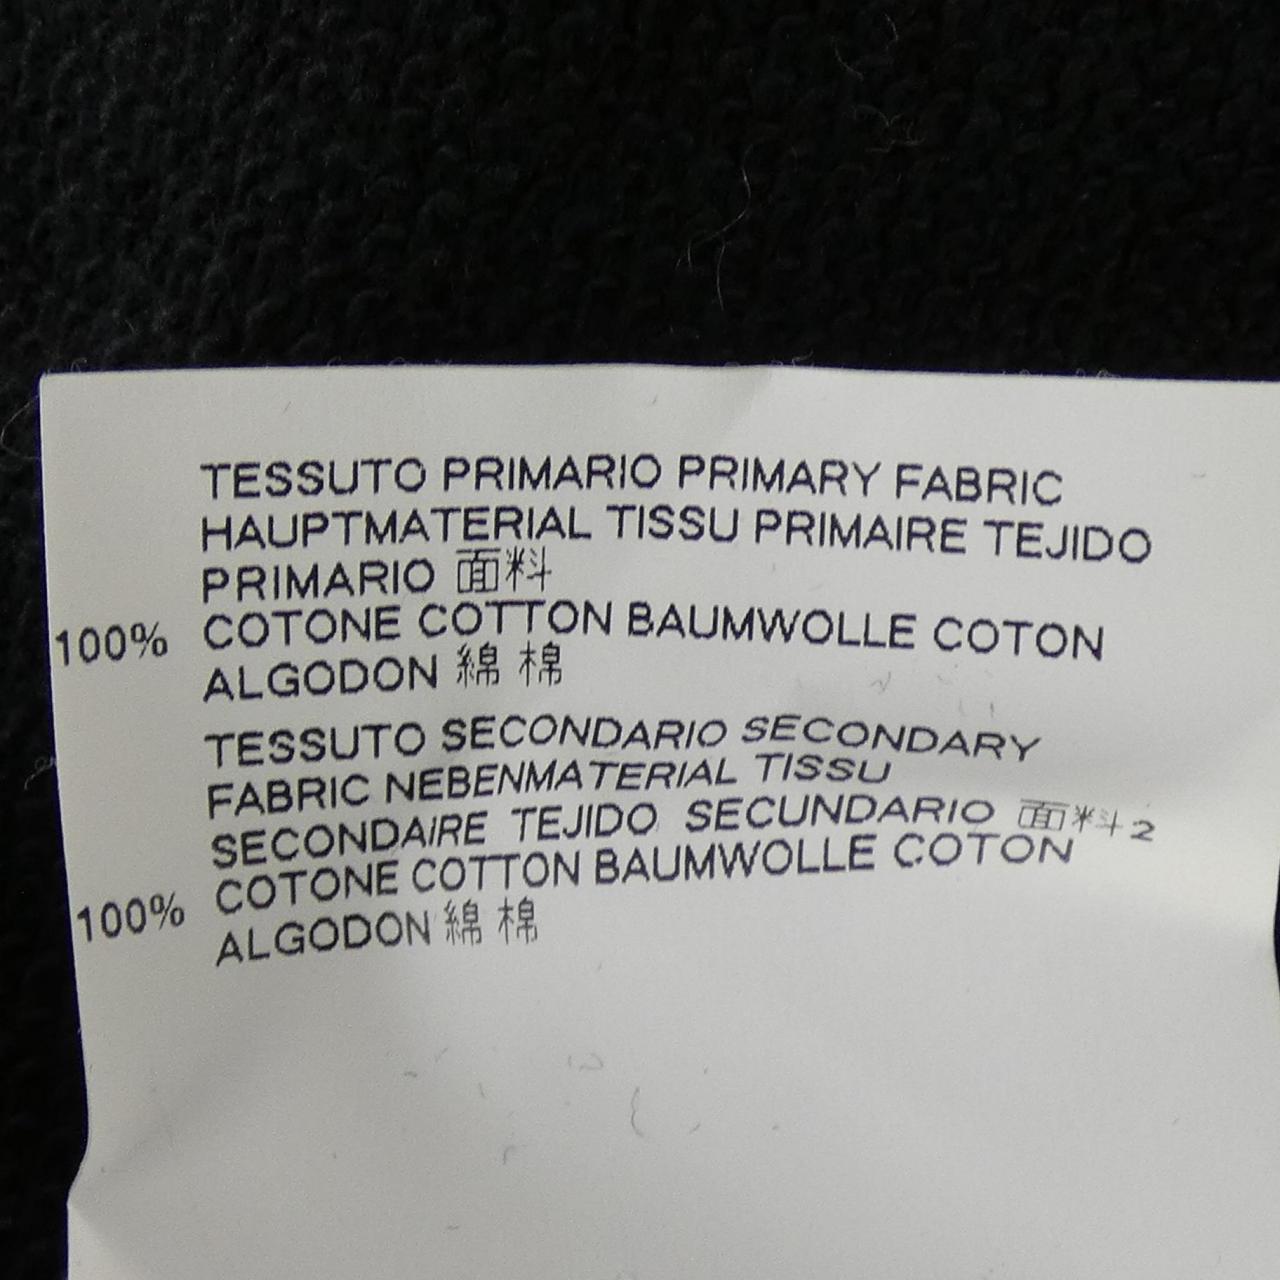 TESSUTO PRIMARIO PRIMARY FABRIC
HAUPTMATERIAL TISSU PRIMAIRE TEJIDO
PRIMARIO 面料
100% COTONE COTTON BAUMWOLLE COTON
ALGODON 綿 棉
TESSUTO SECONDARIO SECONDARY
FABRIC NEBENMATERIAL TISSU
SECONDAIRE TEJIDO SECUNDARIO 面料2
100% COTONE COTTON BAUMWOLLE COTON
ALGODON 綿 棉